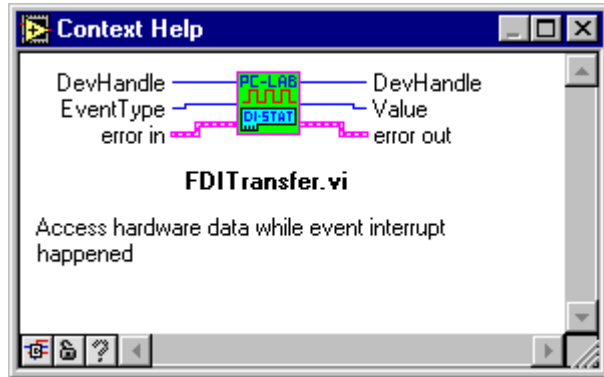 Context Help
DevHandle PC-LAB DevHandle
EventType DI-STAT Value
error in error out
FDITransfer.vi
Access hardware data while event interrupt
happened
?